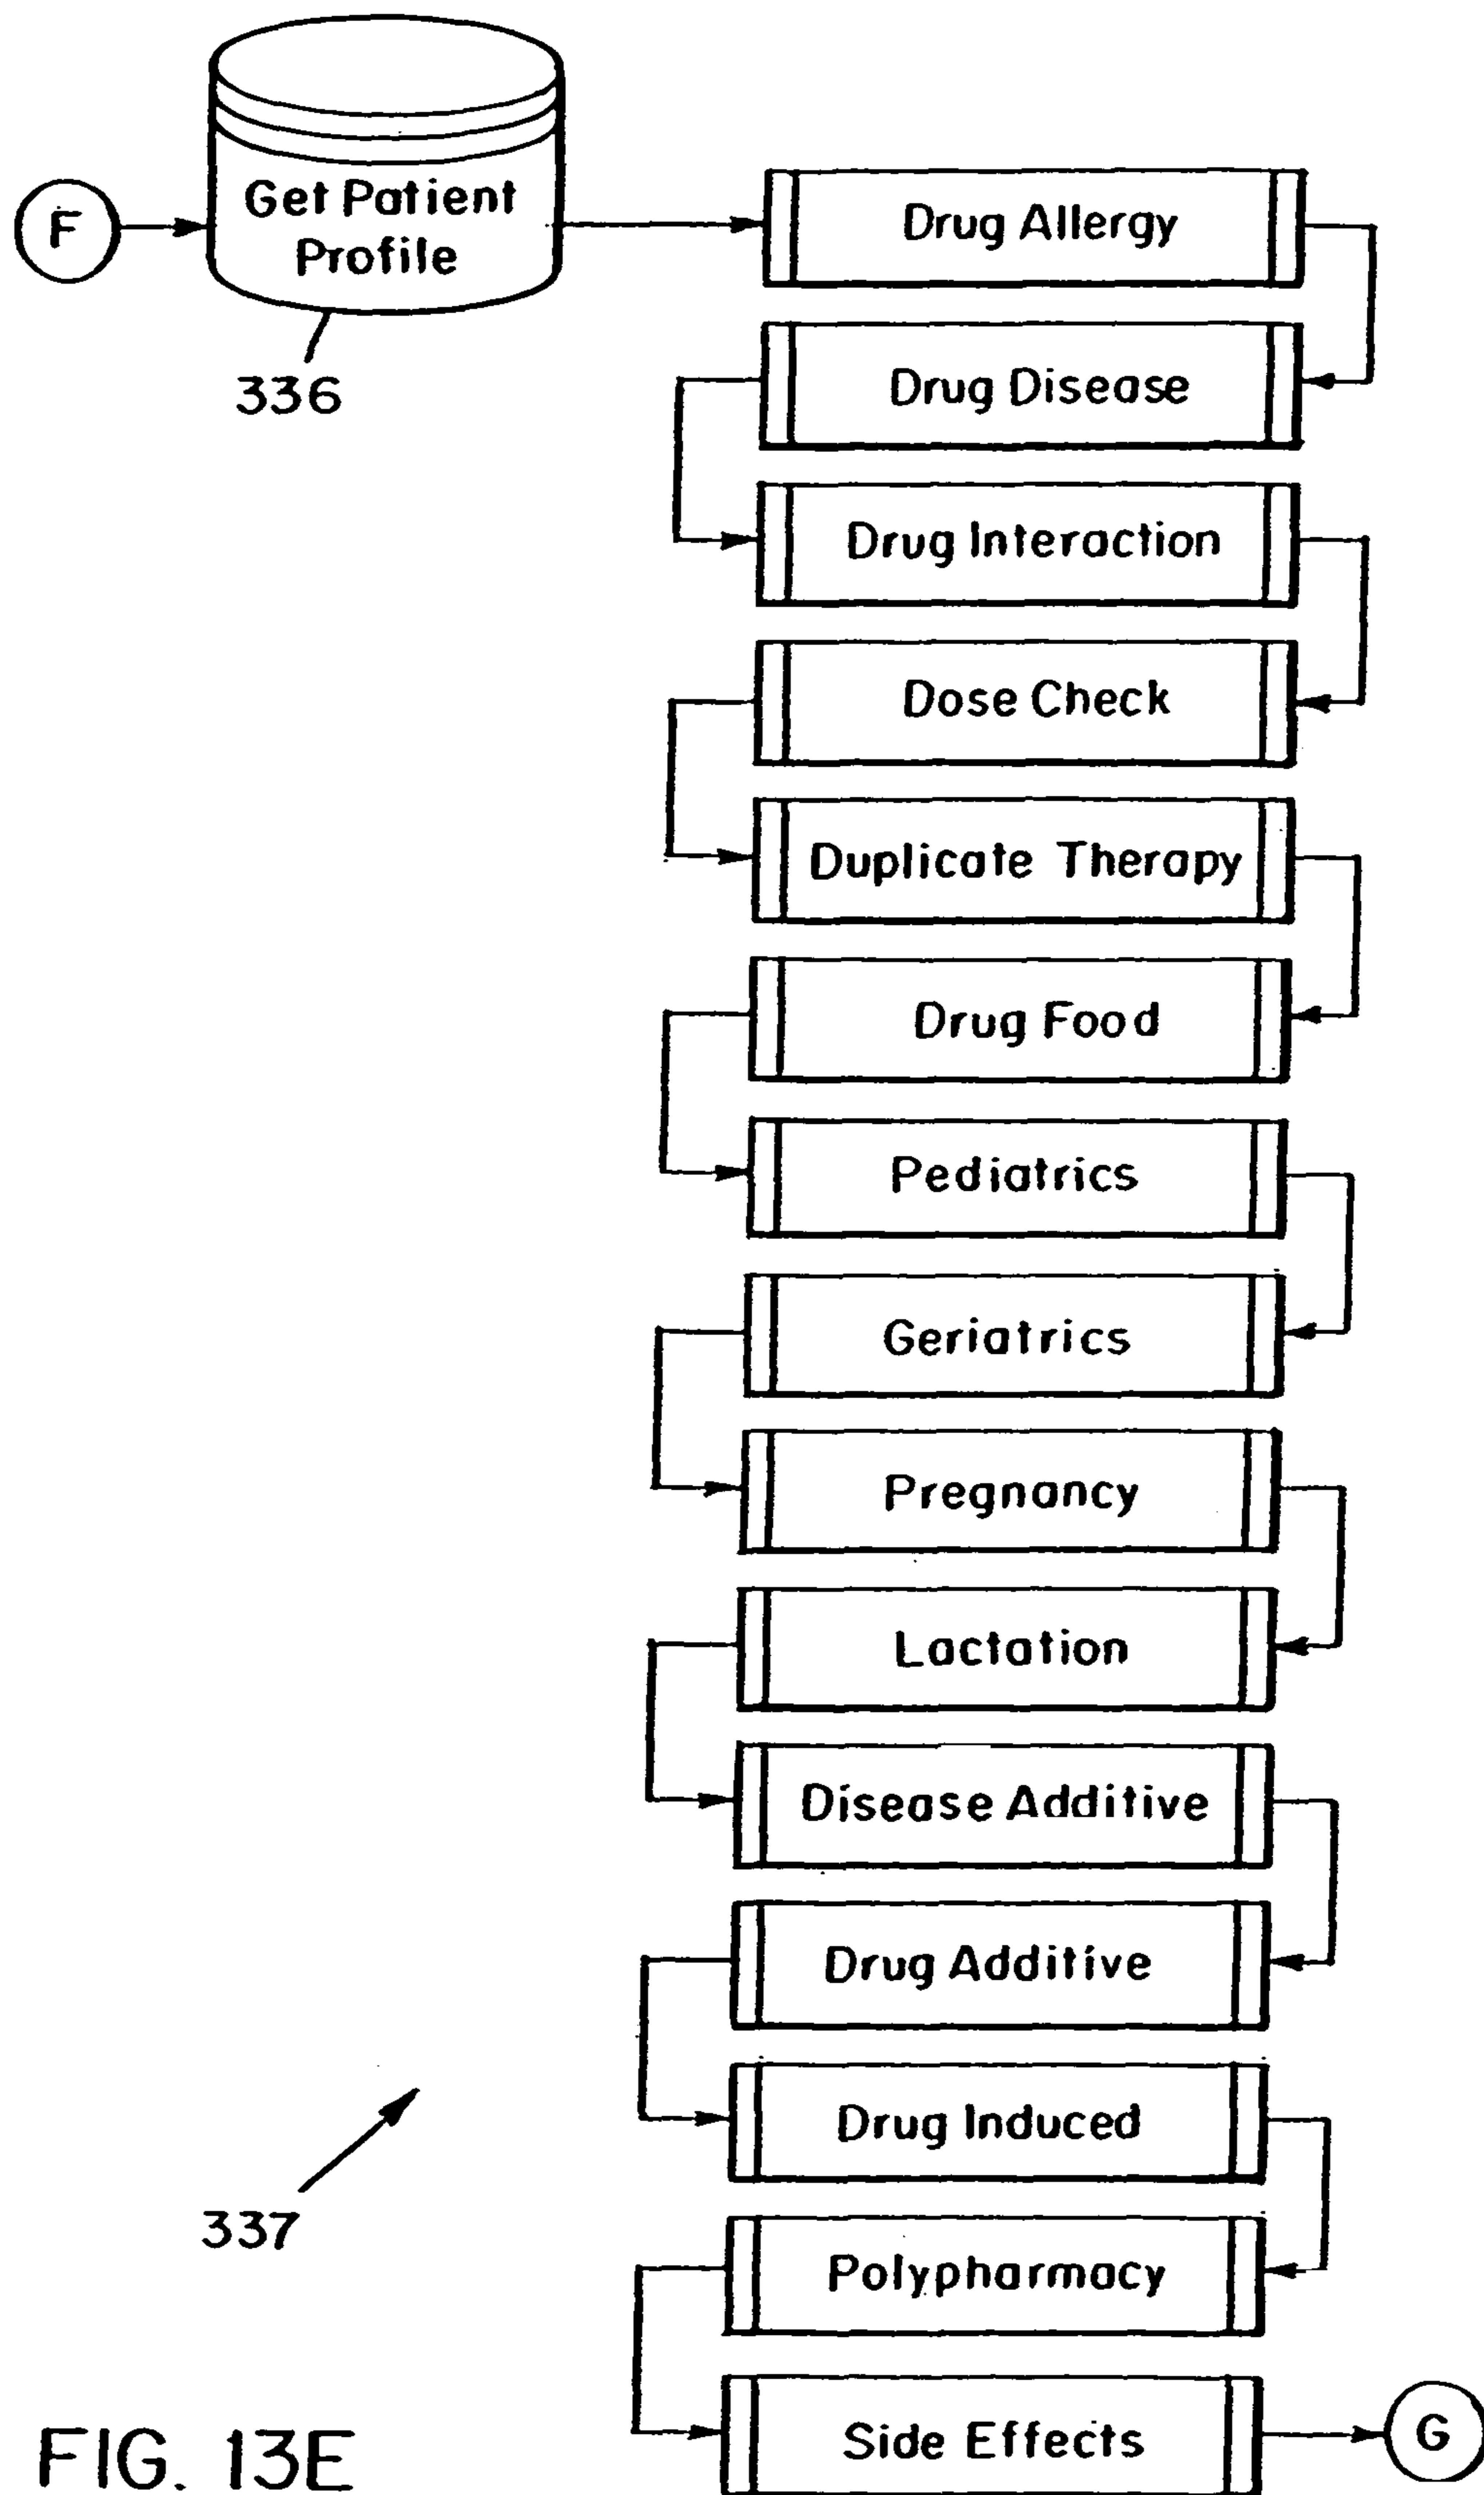 F
Get Patient
Profile
336
Drug Allergy
Drug Disease
Drug Interaction
Dose Check
Duplicate Therapy
Drug Food
Pediatrics
Geriatrics
Pregnancy
Lactation
Disease Additive
Drug Additive
Drug Induced
Polypharmacy
Side Effects
G
337
FIG. 13E